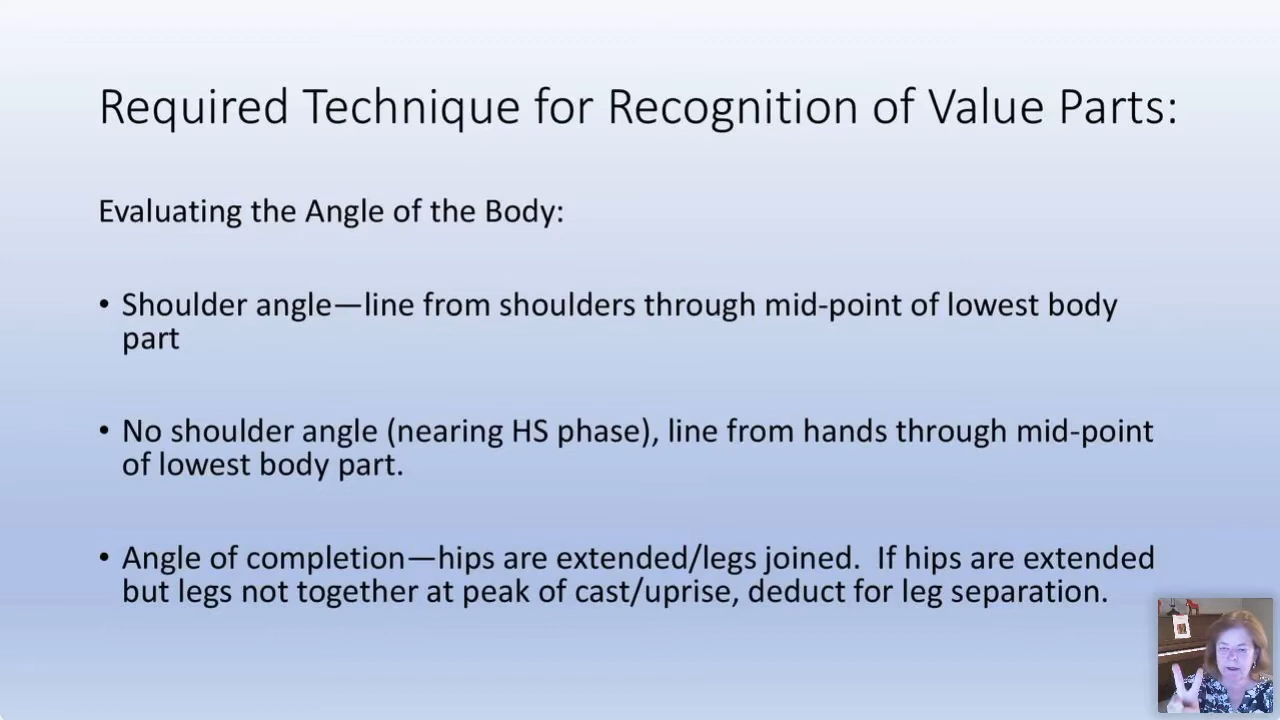 Required Technique for Recognition of Value Parts:
Evaluating the Angle of the Body:
• Shoulder angle—line from shoulders through mid-point of lowest body
part
• No shoulder angle (nearing HS phase), line from hands through mid-point
of lowest body part.
• Angle of completion—hips are extended/legs joined.  If hips are extended
but legs not together at peak of cast/uprise, deduct for leg separation.